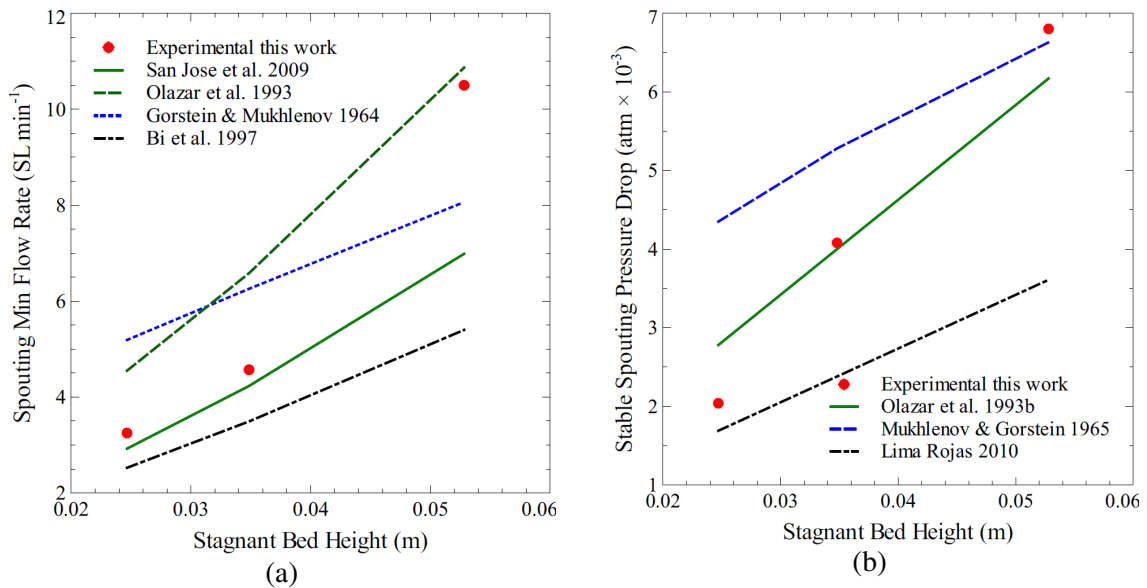 12
10
8
6
4
2
Spouting Min Flow Rate (SL min⁻¹)
Experimental this work
San Jose et al. 2009
Olazar et al. 1993
Gorstein & Mukhlenov 1964
Bi et al. 1997
0.02 0.03 0.04 0.05 0.06
Stagnant Bed Height (m)
(a)
7
6
5
4
3
2
1
Stable Spouting Pressure Drop (atm × 10⁻³)
Experimental this work
Olazar et al. 1993b
Mukhlenov & Gorstein 1965
Lima Rojas 2010
0.02 0.03 0.04 0.05 0.06
Stagnant Bed Height (m)
(b)